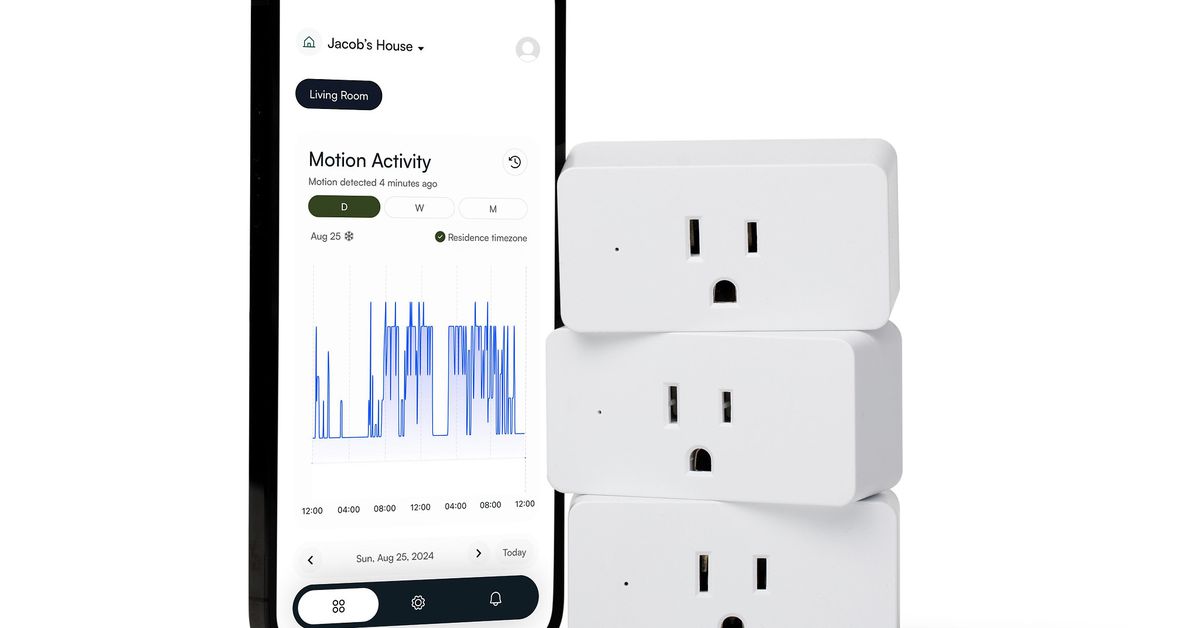 Jacob's House
Living Room
Motion Activity
Motion detected 4 minutes ago
D W M
Aug 25
Residence timezone
12:00 04:00 08:00 12:00 04:00 08:00 12:00
Sun, Aug 25, 2024
Today